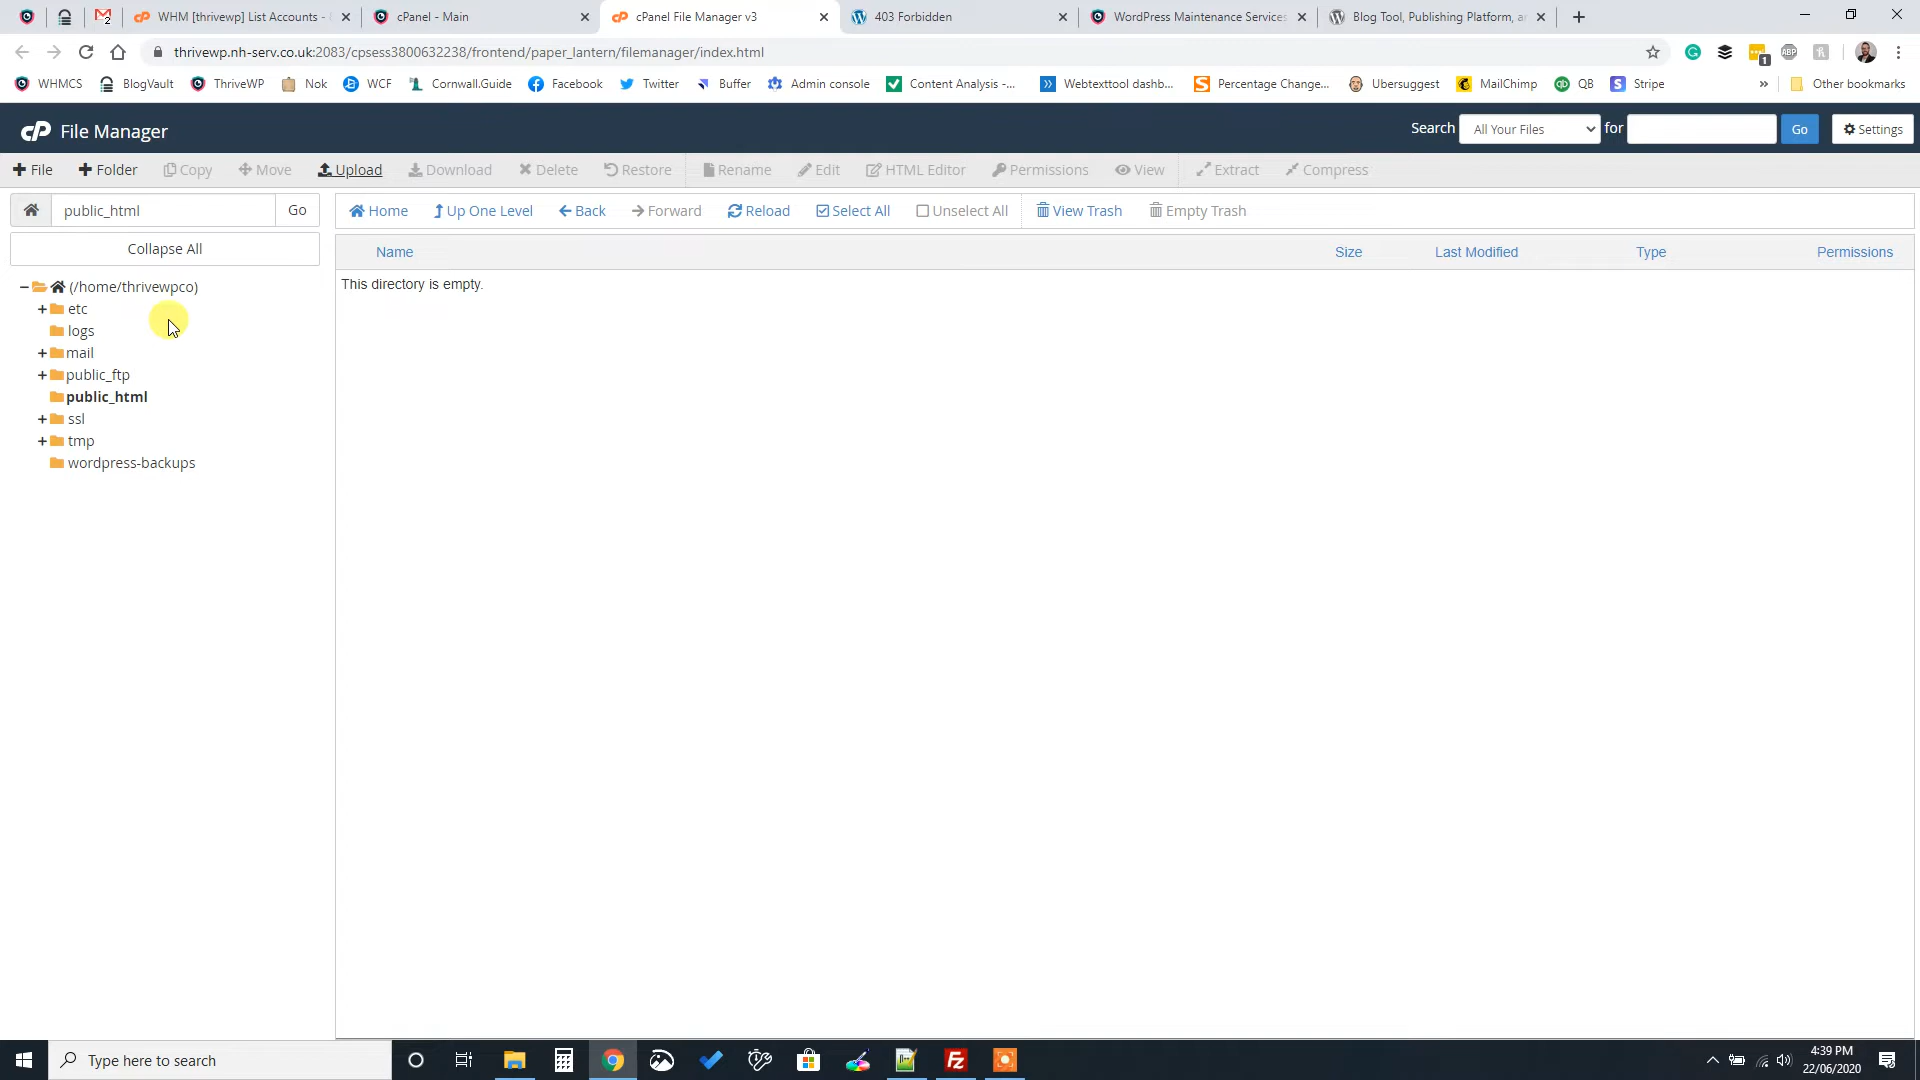 2
WHM [thrivewp] List Accounts -
cPanel - Main
cPanel File Manager v3
403 Forbidden
WordPress Maintenance Services
Blog Tool, Publishing Platform, a
thrivewp.nh-serv.co.uk:2083/cpsess3800632238/frontend/paper_lantern/filemanager/index.html
1
ABP
WHMCS
BlogVault
ThriveWP
Nok
WCF
Cornwall.Guide
Facebook
Twitter
Buffer
Admin console
Content Analysis -...
Webtexttool dashb...
Percentage Change...
Ubersuggest
MailChimp
QB
Stripe
»
Other bookmarks
cP File Manager
Search All Your Files for Go Settings
File Folder Copy Move Upload Download Delete Restore Rename Edit HTML Editor Permissions View Extract Compress
public_html Go
Home Up One Level Back Forward Reload Select All Unselect All View Trash Empty Trash
Collapse All
Name Size Last Modified Type Permissions
This directory is empty.
(/home/thrivewpco)
etc
logs
mail
public_ftp
public_html
ssl
tmp
wordpress-backups
Type here to search
Fz
4:39 PM
22/06/2020